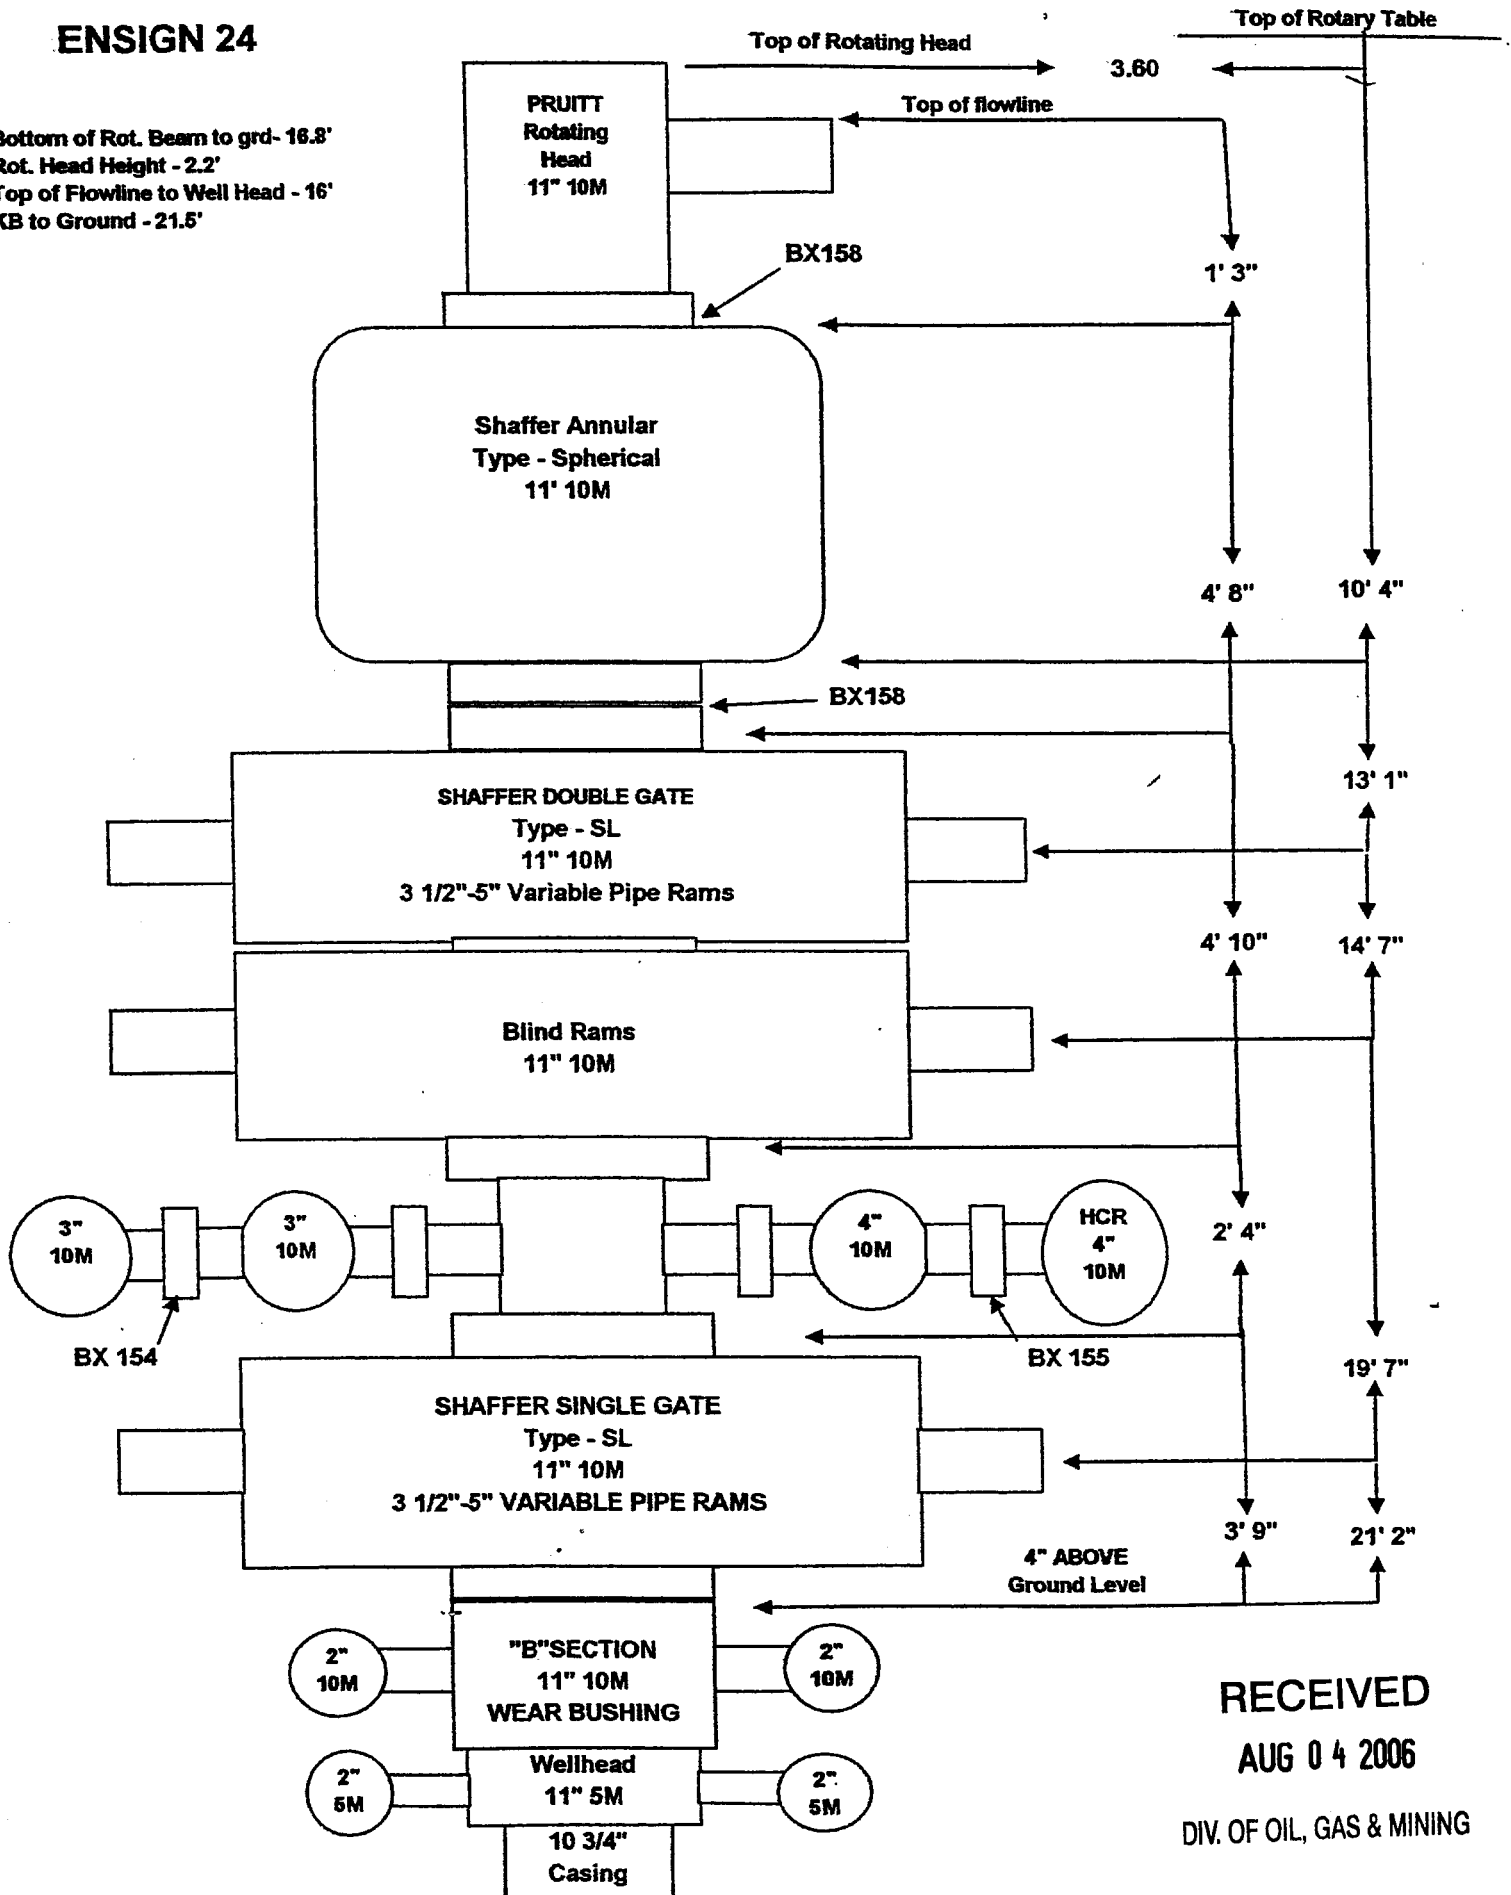 ENSIGN 24
Top of Rotating Head
Top of Rotary Table
3.60
Bottom of Rot. Beam to grd- 16.8'
Rot. Head Height - 2.2'
Top of Flowline to Well Head - 16'
KB to Ground - 21.5'
PRUITT
Rotating
Head
11" 10M
Top of flowline
BX158
1' 3"
Shaffer Annular
Type - Spherical
11' 10M
4' 8"
10' 4"
BX158
13' 1"
SHAFFER DOUBLE GATE
Type - SL
11" 10M
3 1/2"-5" Variable Pipe Rams
4' 10"
14' 7"
Blind Rams
11" 10M
3"
10M
3"
10M
4"
10M
HCR
4"
10M
2' 4"
BX 154
BX 155
19' 7"
SHAFFER SINGLE GATE
Type - SL
11" 10M
3 1/2"-5" VARIABLE PIPE RAMS
3' 9"
21' 2"
4" ABOVE
Ground Level
2"
10M
"B"SECTION
11" 10M
WEAR BUSHING
2"
10M
2"
5M
Wellhead
11" 5M
2"
5M
10 3/4"
Casing
RECEIVED
AUG 04 2006
DIV. OF OIL, GAS & MINING